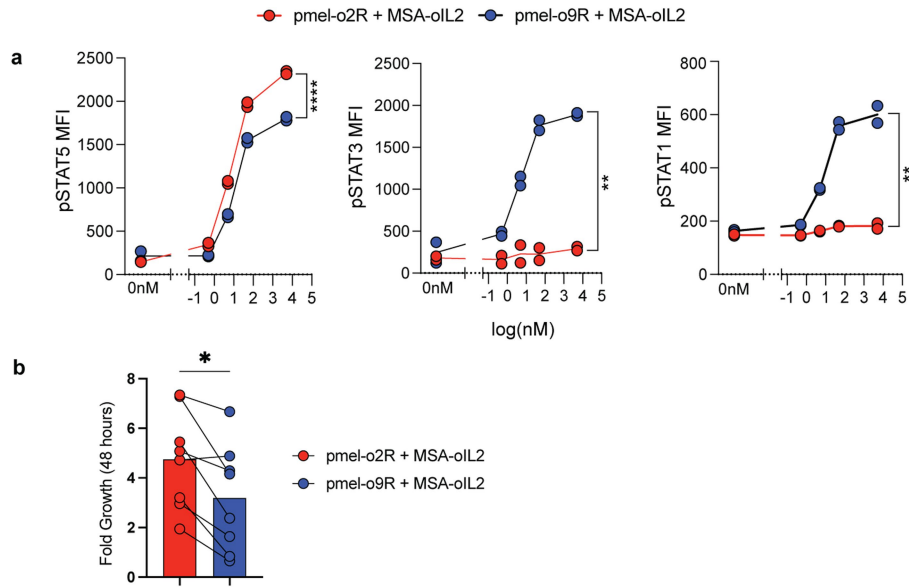 pmel-o2R + MSA-oIL2 pmel-o9R + MSA-oIL2
a
pSTAT5 MFI
2500
2000
1500
1000
500
0
0nM
-1 0 1 2 3 4 5
****
pSTAT3 MFI
2500
2000
1500
1000
500
0
0nM
-1 0 1 2 3 4 5
**
log(nM)
pSTAT1 MFI
800
600
400
200
0
0nM
-1 0 1 2 3 4 5
**
b
Fold Growth (48 hours)
8
6
4
2
0
*
pmel-o2R + MSA-oIL2
pmel-o9R + MSA-oIL2